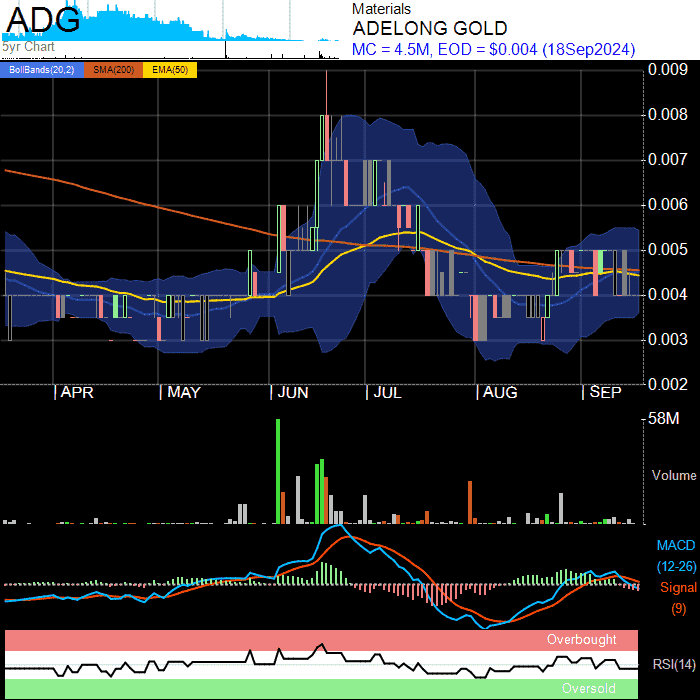 ADG
5yr Chart
Materials
ADELONG GOLD
MC = 4.5M, EOD = $0.004 (18Sep2024)
BollBands(20,2) SMA(200) EMA(50)
0.009
0.008
0.007
0.006
0.005
0.004
0.003
0.002
APR MAY JUN JUL AUG SEP
58M
Volume
MACD
(12-26)
Signal
(9)
Overbought
RSI(14)
Oversold